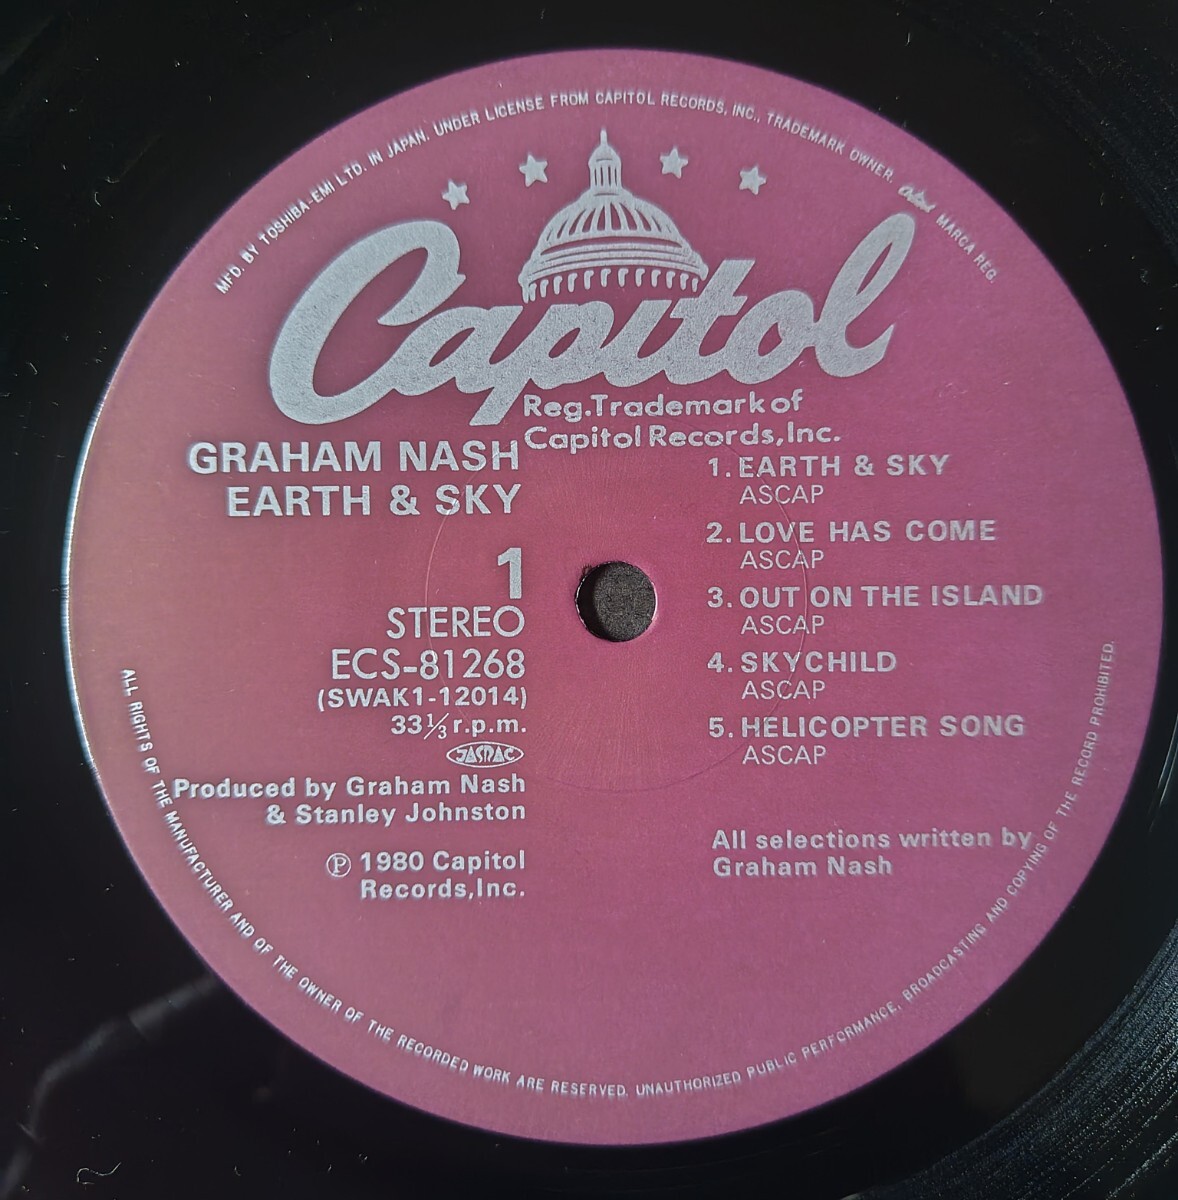 MFD. BY TOSHIBA-EMI LTD. IN JAPAN, UNDER LICENSE FROM CAPITOL RECORDS, INC., TRADEMARK OWNER. Capitol MARCA REG.
Capitol
Reg.Trademark of
Capitol Records,Inc.
GRAHAM NASH
EARTH & SKY
1
STEREO
ECS-81268
(SWAK1-12014)
33 1/3 r.p.m.
JASRAC
Produced by Graham Nash
& Stanley Johnston
Ⓟ 1980 Capitol
Records,Inc.
1. EARTH & SKY
ASCAP
2. LOVE HAS COME
ASCAP
3. OUT ON THE ISLAND
ASCAP
4. SKYCHILD
ASCAP
5. HELICOPTER SONG
ASCAP
All selections written by
Graham Nash
ALL RIGHTS OF THE MANUFACTURER AND OF THE OWNER OF THE RECORDED WORK ARE RESERVED. UNAUTHORIZED PUBLIC PERFORMANCE, BROADCASTING AND COPYING OF THE RECORD PROHIBITED.